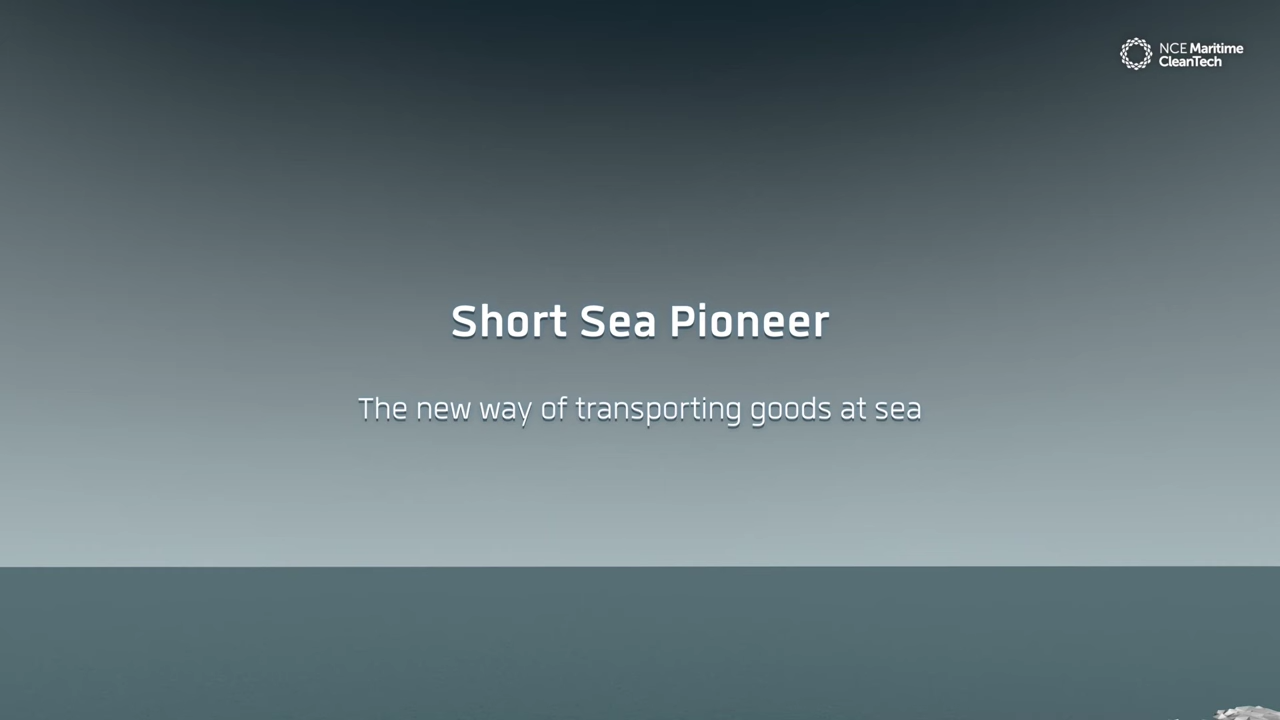 NCE Maritime
CleanTech
Short Sea Pioneer
The new way of transporting goods at sea